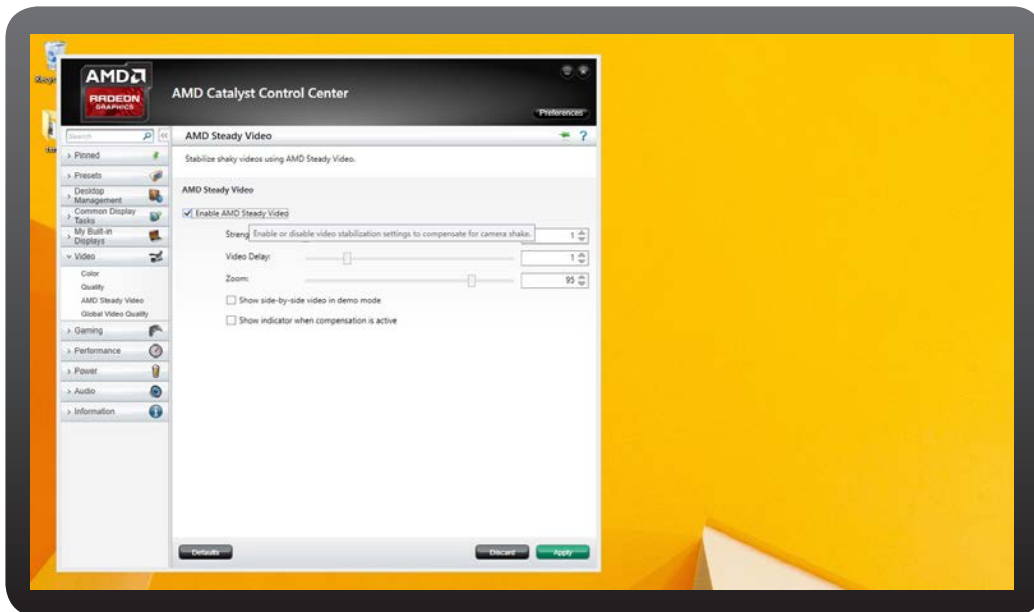 AMD
RADEON
GRAPHICS
AMD Catalyst Control Center
Preferences
Search
AMD Steady Video
Pinned
Presets
Desktop
Management
Common Display
Tasks
My Built-in
Displays
Video
Color
Quality
AMD Steady Video
Global Video Quality
Gaming
Performance
Power
Audio
Information
Stabilize shaky videos using AMD Steady Video.
AMD Steady Video
Enable AMD Steady Video
Enable or disable video stabilization settings to compensate for camera shake.
1
Video Delay:
1
Zoom:
95
Show side-by-side video in demo mode
Show indicator when compensation is active
Defaults
Discard
Apply